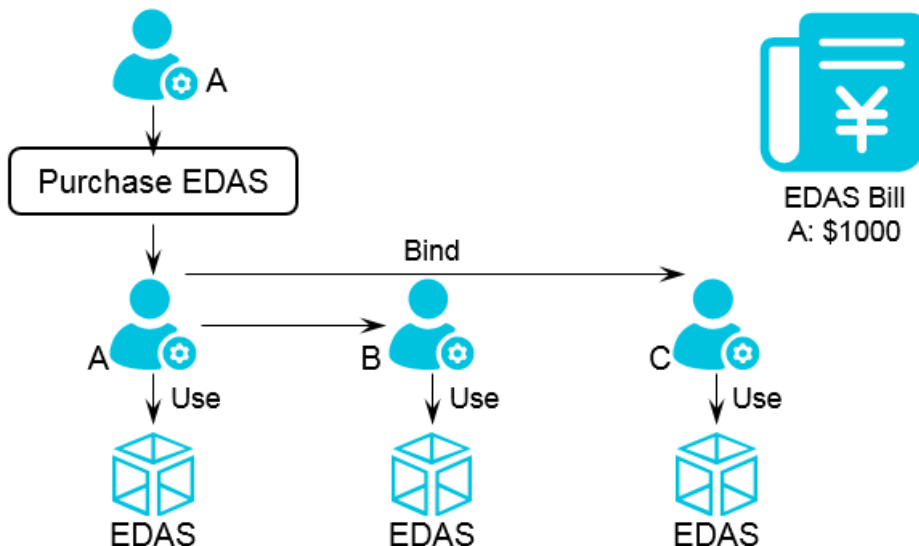 A
Purchase EDAS
¥
EDAS Bill
A: $1000
Bind
A
B
C
Use
Use
Use
EDAS
EDAS
EDAS